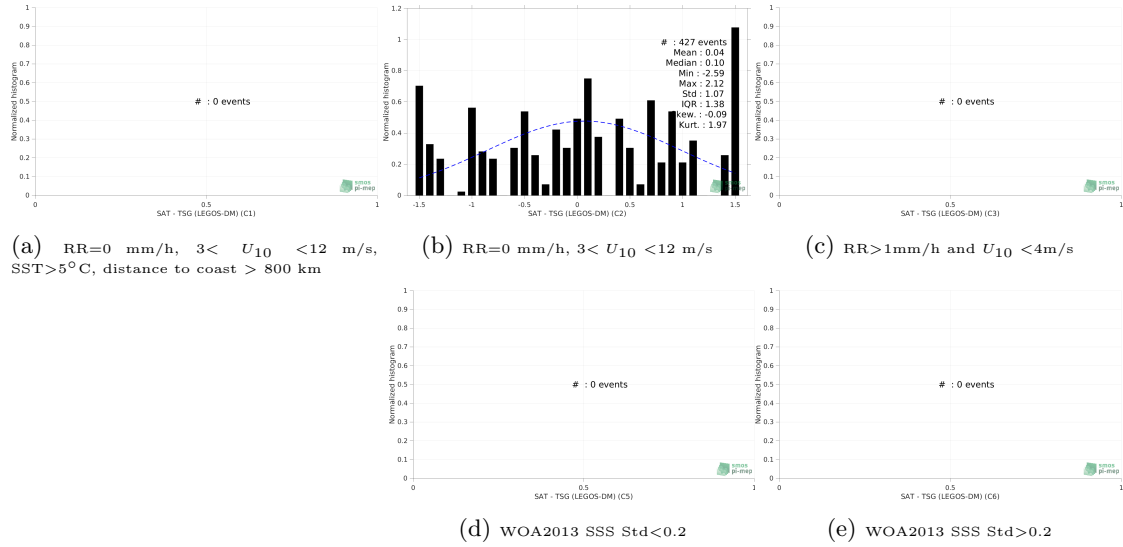 1
0.9
0.8
0.7
0.6
0.5
0.4
0.3
0.2
0.1
0
Normalized histogram
# : 0 events
smos
pi-mep
0 0.5 1
SAT - TSG (LEGOS-DM) (C1)
(a) RR=0 mm/h, 3< U10 <12 m/s,
SST>5°C, distance to coast > 800 km
1.2
1
0.8
0.6
0.4
0.2
0
Normalized histogram
# : 427 events
Mean : 0.04
Median : 0.10
Min : -2.59
Max : 2.12
Std : 1.07
IQR : 1.38
kew. : -0.09
Kurt. : 1.97
smos
pi-mep
-1.5 -1 -0.5 0 0.5 1 1.5
SAT - TSG (LEGOS-DM) (C2)
(b) RR=0 mm/h, 3< U10 <12 m/s
1
0.9
0.8
0.7
0.6
0.5
0.4
0.3
0.2
0.1
0
Normalized histogram
# : 0 events
smos
pi-mep
0 0.5 1
SAT - TSG (LEGOS-DM) (C3)
(c) RR>1mm/h and U10 <4m/s
1
0.9
0.8
0.7
0.6
0.5
0.4
0.3
0.2
0.1
0
Normalized histogram
# : 0 events
smos
pi-mep
0 0.5 1
SAT - TSG (LEGOS-DM) (C5)
(d) WOA2013 SSS Std<0.2
1
0.9
0.8
0.7
0.6
0.5
0.4
0.3
0.2
0.1
0
Normalized histogram
# : 0 events
smos
pi-mep
0 0.5 1
SAT - TSG (LEGOS-DM) (C6)
(e) WOA2013 SSS Std>0.2